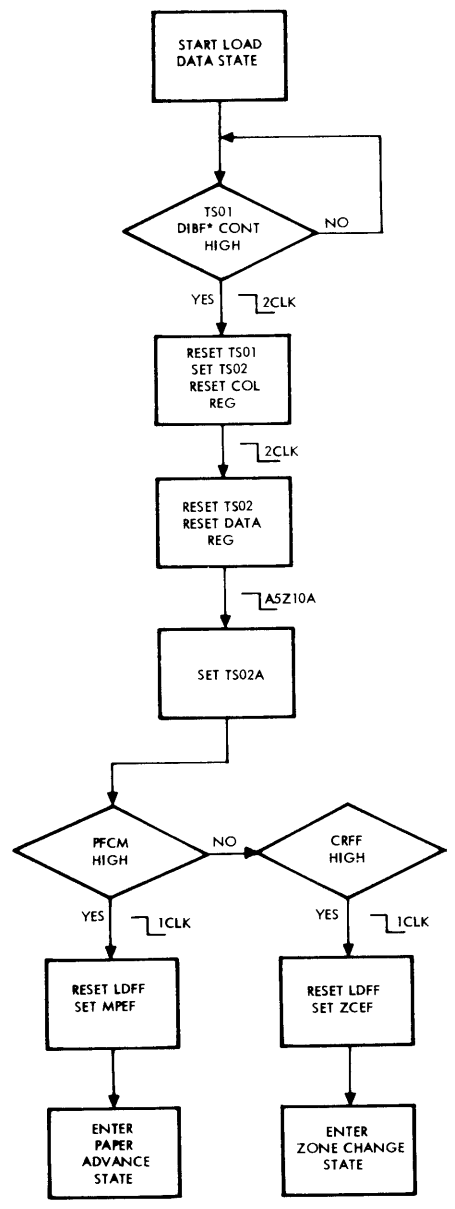 START LOAD
DATA STATE
TS01
DIBF* CONT
HIGH
NO
YES
2CLK
RESET TS01
SET TS02
RESET COL
REG
2CLK
RESET TS02
RESET DATA
REG
A5Z10A
SET TS02A
PFCM
HIGH
NO
CRFF
HIGH
YES
1CLK
YES
1CLK
RESET LDFF
SET MPEF
RESET LDFF
SET ZCEF
ENTER
PAPER
ADVANCE
STATE
ENTER
ZONE CHANGE
STATE